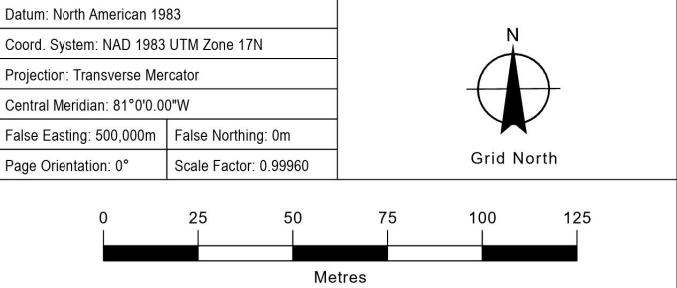 Datum: North American 1983
Coord. System: NAD 1983 UTM Zone 17N
Projection: Transverse Mercator
Central Meridian: 81°0'0.00"W
False Easting: 500,000m False Northing: 0m
Page Orientation: 0° Scale Factor: 0.99960
N
Grid North
0 25 50 75 100 125
Metres